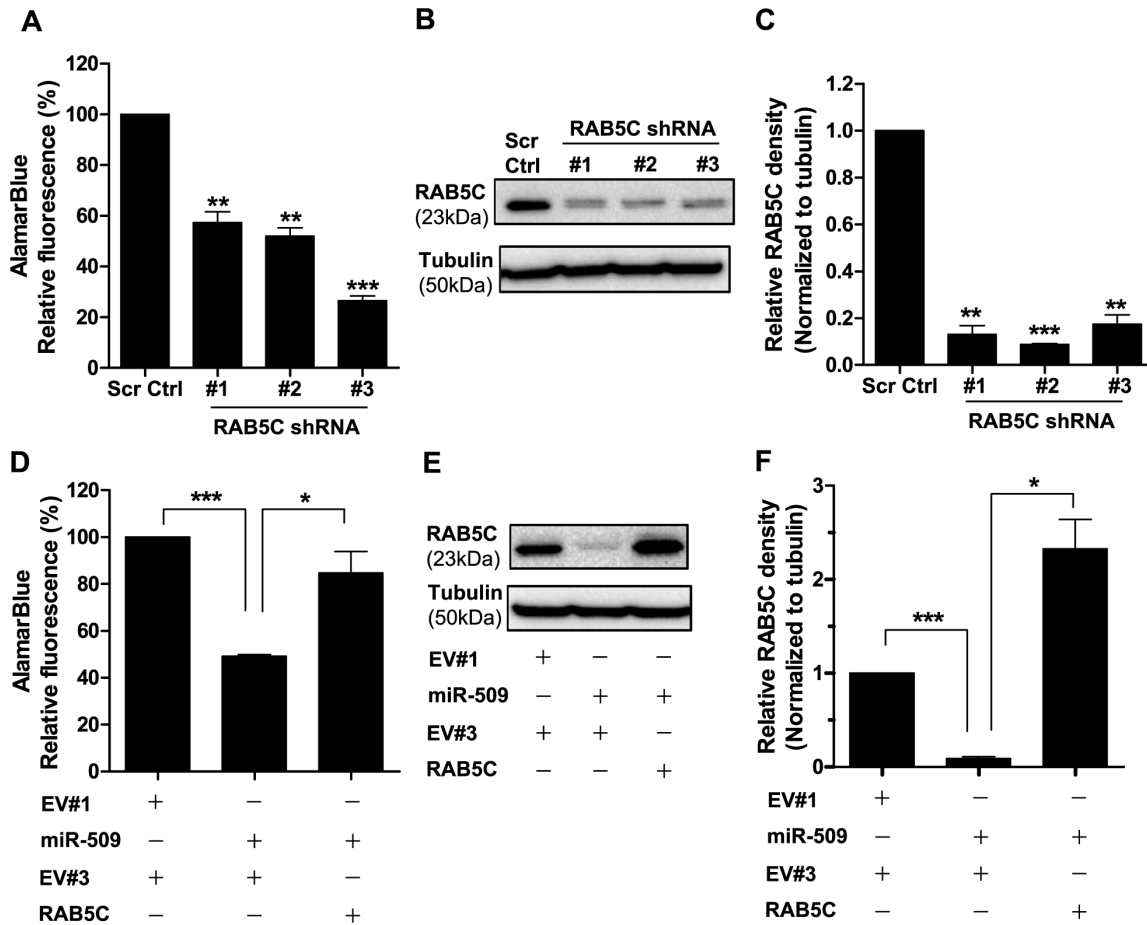 A
AlamarBlue
Relative fluorescence (%)
120
100
80
60
40
20
0
**
**
***
Scr Ctrl #1 #2 #3
RAB5C shRNA
B
Scr
Ctrl
RAB5C shRNA
#1 #2 #3
RAB5C
(23kDa)
Tubulin
(50kDa)
C
Relative RAB5C density
(Normalized to tubulin)
1.2
1.0
0.8
0.6
0.4
0.2
0.0
**
***
**
Scr Ctrl #1 #2 #3
RAB5C shRNA
D
AlamarBlue
Relative fluorescence (%)
120
100
80
60
40
20
0
***
*
EV#1 + − −
miR-509 − + +
EV#3 + + −
RAB5C − − +
E
RAB5C
(23kDa)
Tubulin
(50kDa)
EV#1 + − −
miR-509 − + +
EV#3 + + −
RAB5C − − +
F
Relative RAB5C density
(Normalized to tubulin)
3
2
1
0
***
*
EV#1 + − −
miR-509 − + +
EV#3 + + −
RAB5C − − +